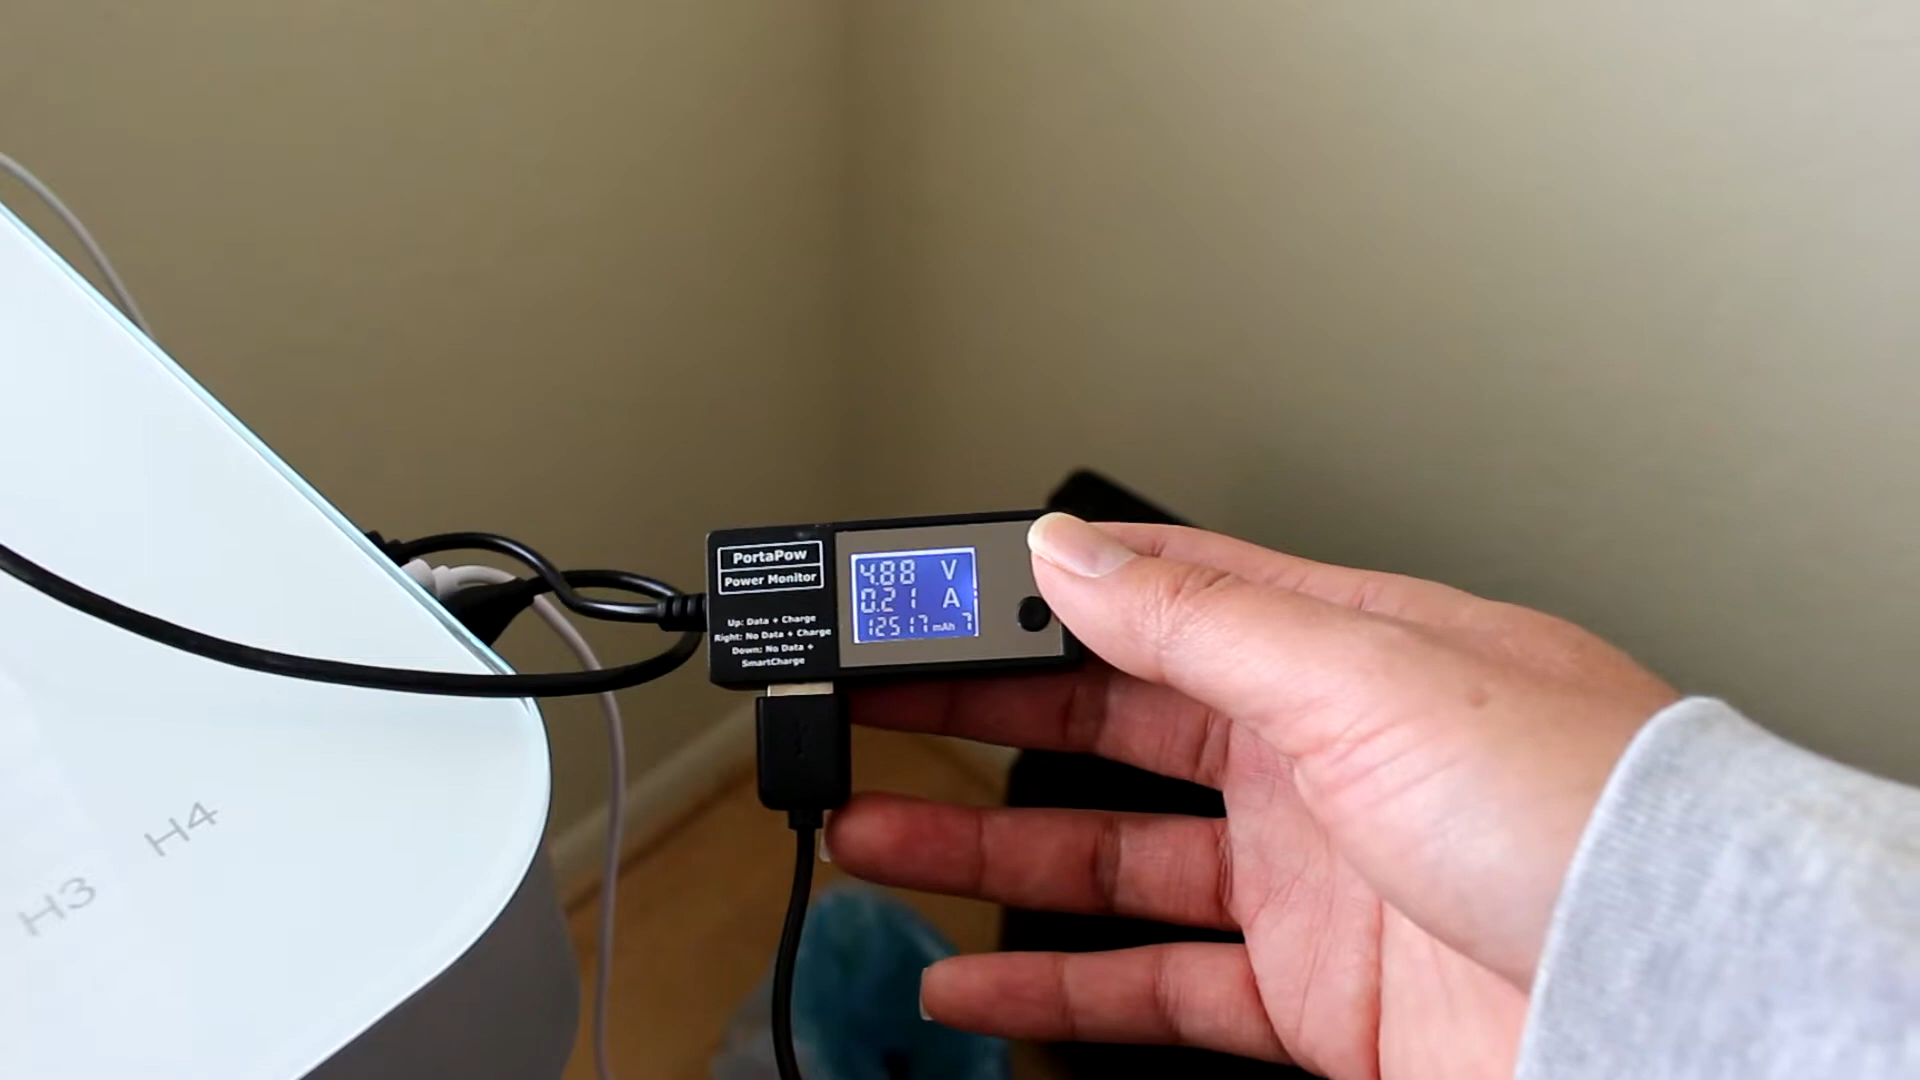 PortaPow
Power Monitor
Up: Data + Charge
Right: No Data + Charge
Down: No Data +
SmartCharge
4.88 V
0.21 A
12517 mAh 7
H3 H4